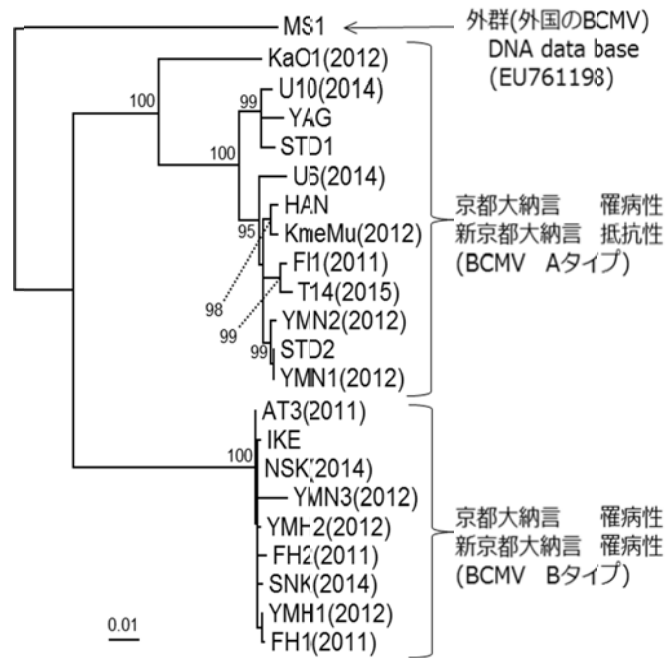 MS1
外群(外国のBCMV)
DNA data base
(EU761198)
KaO1(2012)
100
U10(2014)
99
YAG
STD1
100
U6(2014)
HAN
95
KmeMu(2012)
FI1(2011)
T14(2015)
98
99
YMN2(2012)
STD2
99
YMN1(2012)
京都大納言 罹病性
新京都大納言 抵抗性
(BCMV Aタイプ)
AT3(2011)
IKE
100
NSK(2014)
YMN3(2012)
YMH2(2012)
FH2(2011)
SNK(2014)
YMH1(2012)
FH1(2011)
京都大納言 罹病性
新京都大納言 罹病性
(BCMV Bタイプ)
0.01